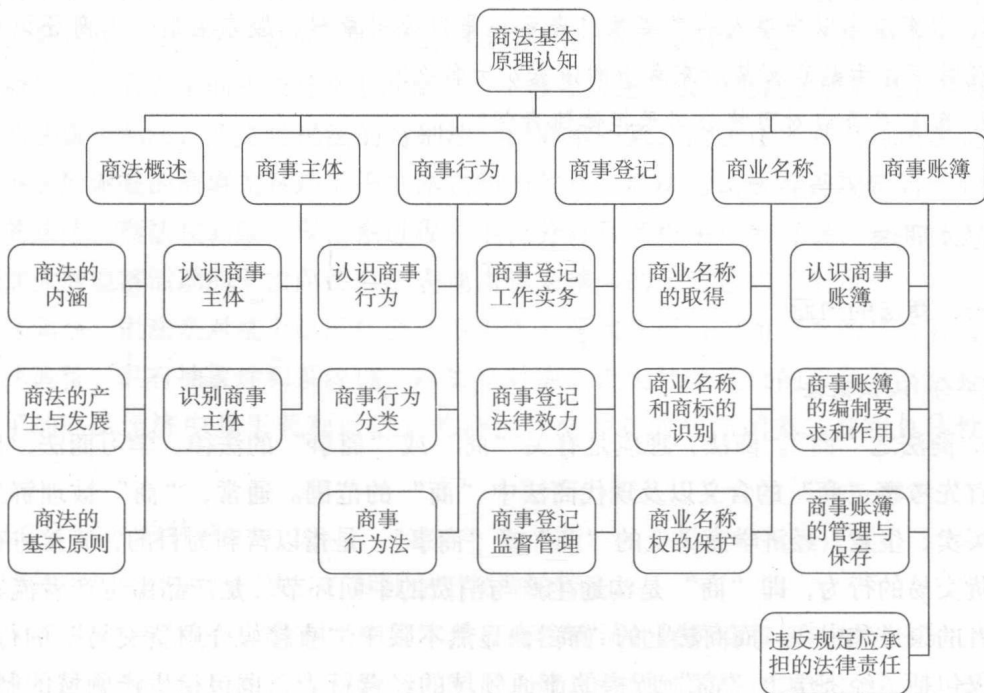 商法基本
原理认知
商法概述
商事主体
商事行为
商事登记
商业名称
商事账簿
商法的
内涵
认识商事
主体
认识商事
行为
商事登记
工作实务
商业名称
的取得
认识商事
账簿
商法的产
生与发展
识别商事
主体
商事行为
分类
商事登记
法律效力
商业名称
和商标的
识别
商事账簿
的编制要
求和作用
商法的
基本原则
商事
行为法
商事登记
监督管理
商业名称
权的保护
商事账簿
的管理与
保存
违反规定应承
担的法律责任